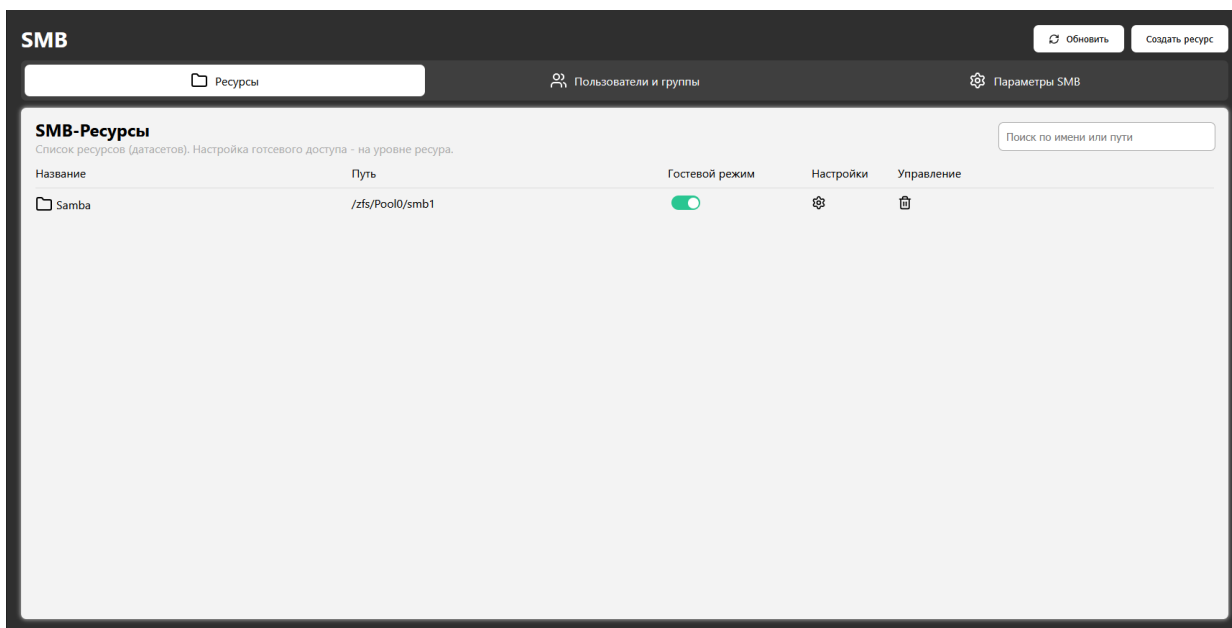 SMB
Обновить
Создать ресурс
Ресурсы
Пользователи и группы
Параметры SMB
SMB-Ресурсы
Поиск по имени или пути
Список ресурсов (датасетов). Настройка готсевого доступа - на уровне ресура.
Название Путь Гостевой режим Настройки Управление
Samba /zfs/Pool0/smb1